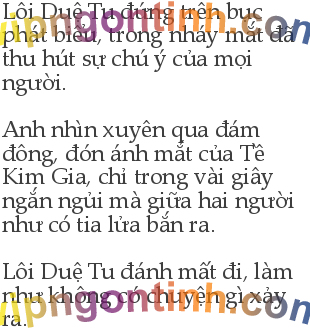 Lôi Duệ Tu đứng trên bục
phát biểu, trong nháy mắt đã
thu hút sự chú ý của mọi
người.
Anh nhìn xuyên qua đám
đông, đón ánh mắt của Tề
Kim Gia, chỉ trong vài giây
ngắn ngủi mà giữa hai người
như có tia lửa bắn ra.
Lôi Duệ Tu đánh mất đi, làm
như không có chuyện gì xảy
ra.
vipngontinh.com
vipngontinh.com